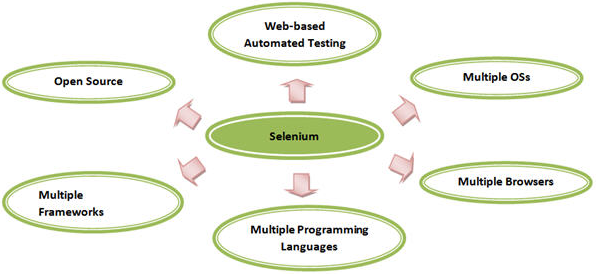 Web-based
Automated Testing
Open Source
Multiple OSs
Selenium
Multiple
Frameworks
Multiple Browsers
Multiple Programming
Languages